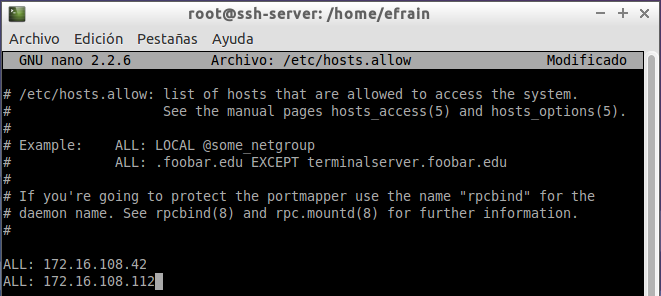 root@ssh-server: /home/efrain
Archivo Edición Pestañas Ayuda
GNU nano 2.2.6 Archivo: /etc/hosts.allow Modificado
# /etc/hosts.allow: list of hosts that are allowed to access the system.
# See the manual pages hosts_access(5) and hosts_options(5).
#
# Example: ALL: LOCAL @some_netgroup
# ALL: .foobar.edu EXCEPT terminalserver.foobar.edu
#
# If you're going to protect the portmapper use the name "rpcbind" for the
# daemon name. See rpcbind(8) and rpc.mountd(8) for further information.
#
ALL: 172.16.108.42
ALL: 172.16.108.112